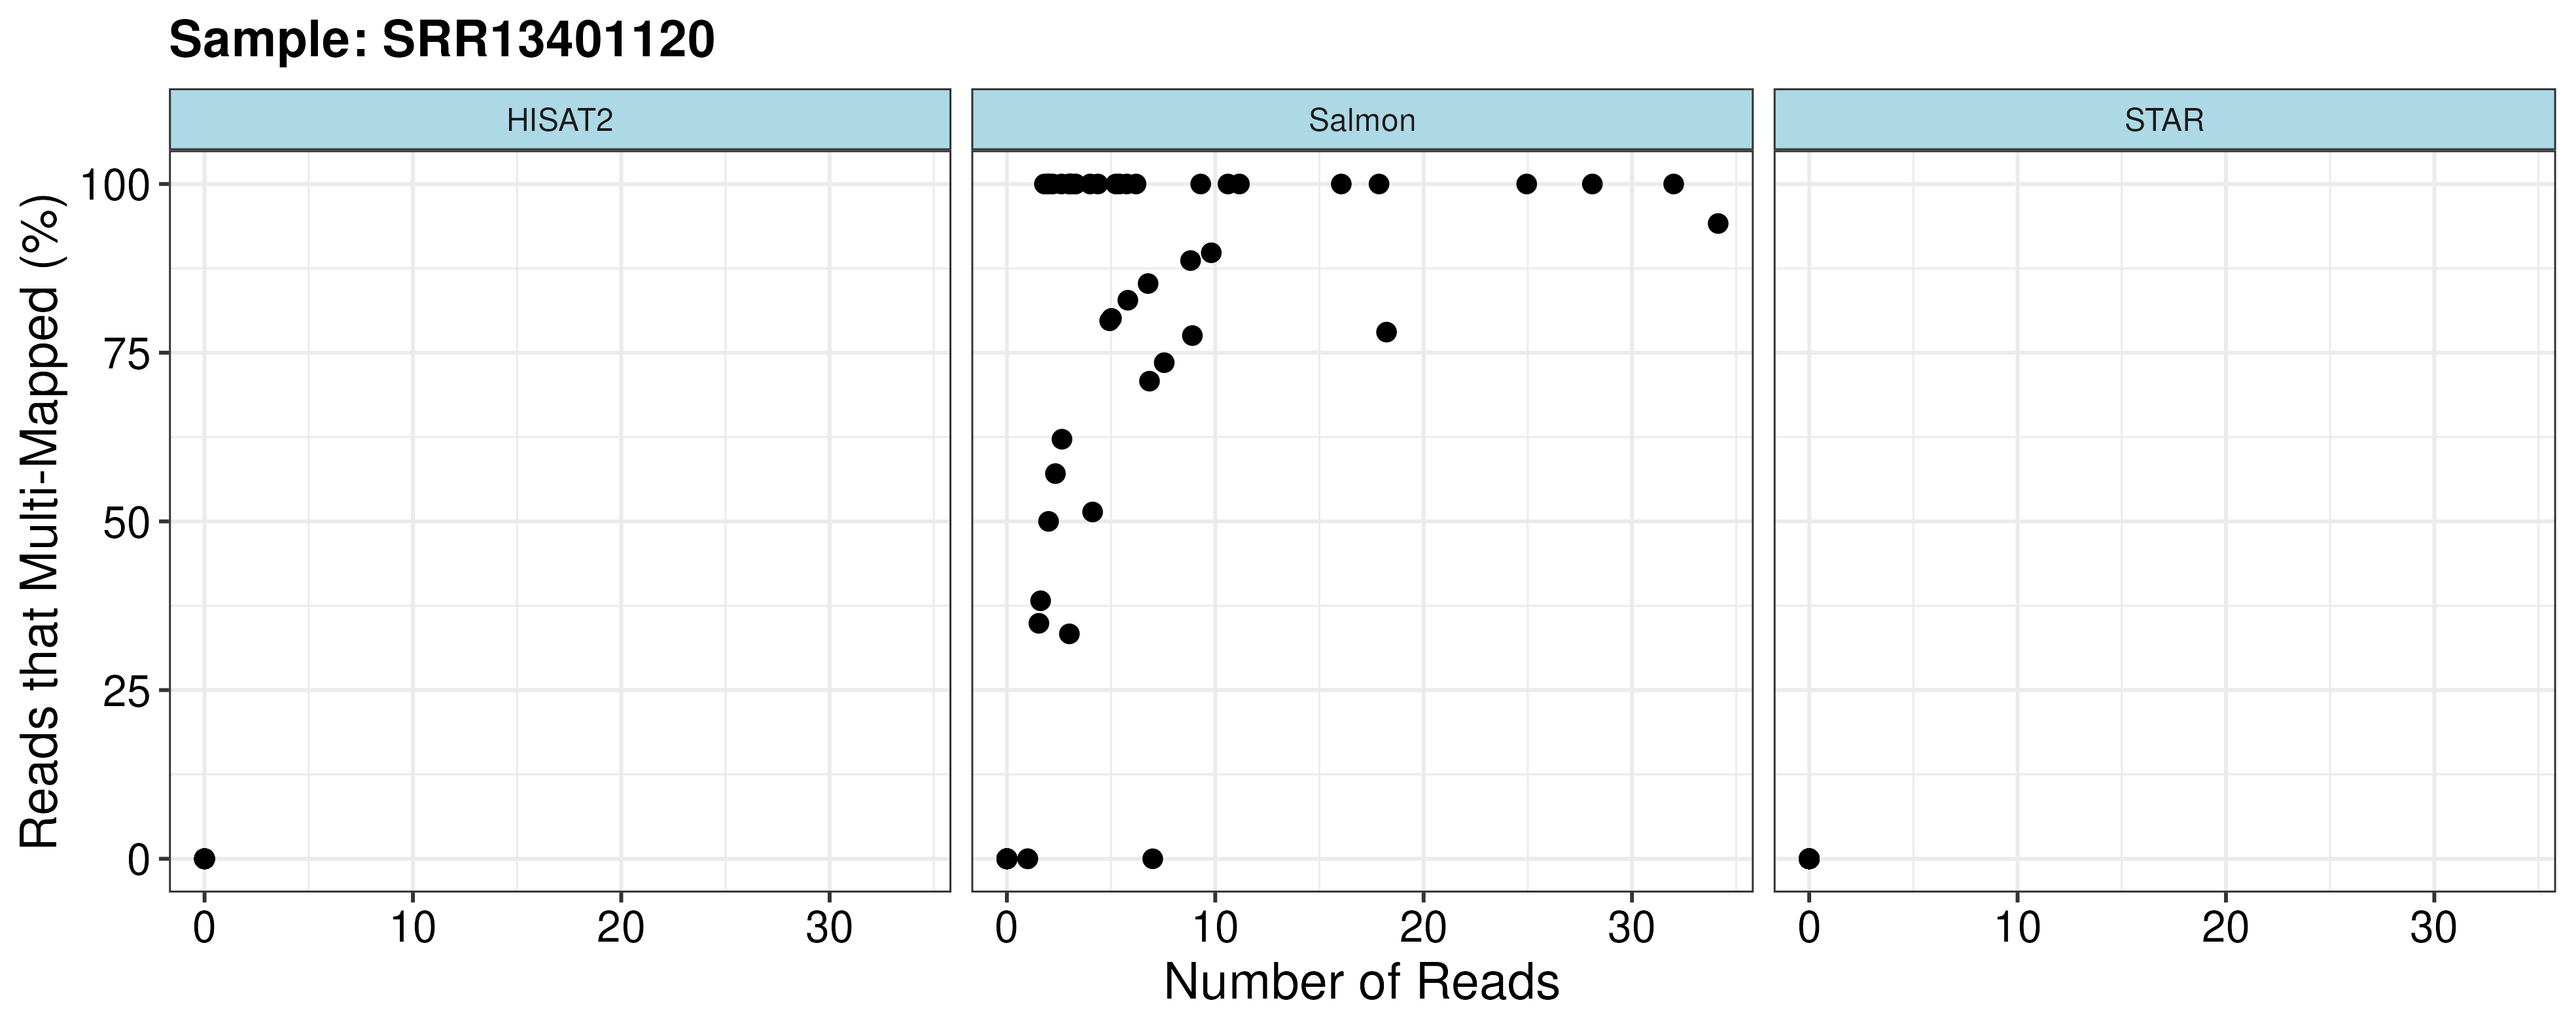 Sample: SRR13401120
HISAT2
Salmon
STAR
Reads that Multi-Mapped (%)
100
75
50
25
0
0 10 20 30
0 10 20 30
0 10 20 30
Number of Reads